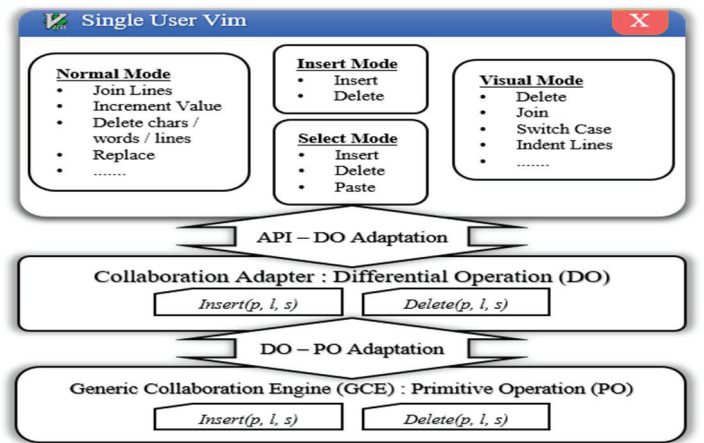 Single User Vim
X
Normal Mode
• Join Lines
• Increment Value
• Delete chars /
words / lines
• Replace
• .......
Insert Mode
• Insert
• Delete
Select Mode
• Insert
• Delete
• Paste
Visual Mode
• Delete
• Join
• Switch Case
• Indent Lines
• .......
API – DO Adaptation
Collaboration Adapter : Differential Operation (DO)
Insert(p, l, s)
Delete(p, l, s)
DO – PO Adaptation
Generic Collaboration Engine (GCE) : Primitive Operation (PO)
Insert(p, l, s)
Delete(p, l, s)